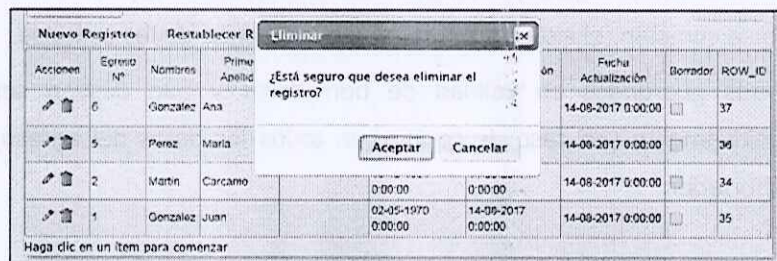 Nuevo Registro Restablecer R
Eliminar ×
Acciones Egreso Nº Nombres Prime Apellid ón Fecha Actualización Borrador ROW_ID
¿Está seguro que desea eliminar el registro?
Aceptar Cancelar
6 Gonzalez Ana 14-08-2017 0:00:00 37
5 Perez Maria 14-08-2017 0:00:00 36
2 Martin Carcamo 0:00:00 0:00:00 14-08-2017 0:00:00 34
1 Gonzalez Juan 02-05-1970 0:00:00 14-08-2017 0:00:00 14-08-2017 0:00:00 35
Haga clic en un ítem para comenzar